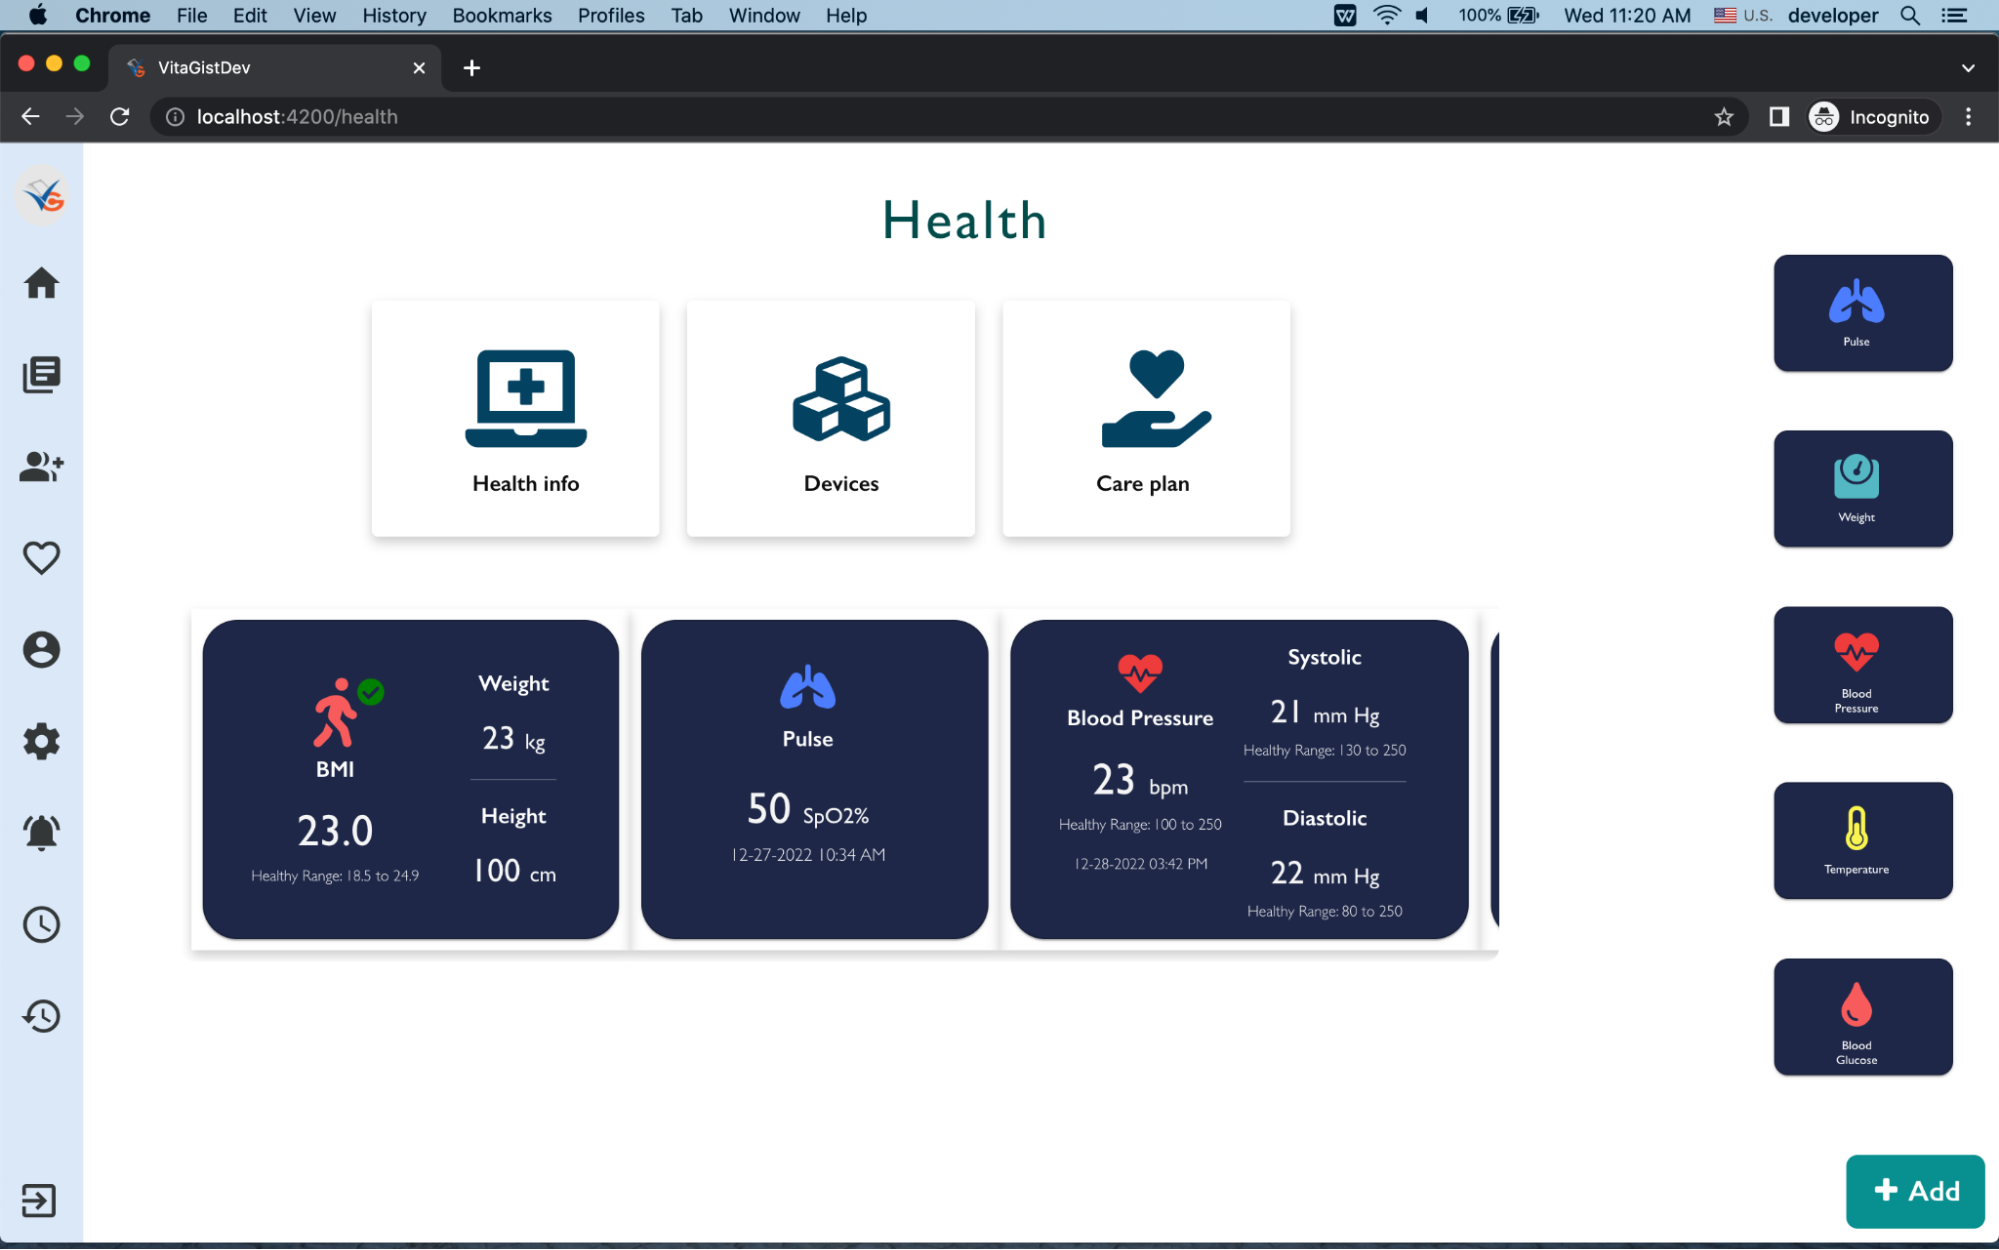 Chrome File Edit View History Bookmarks Profiles Tab Window Help 100% Wed 11:20 AM U.S. developer
VitaGistDev
localhost:4200/health
Incognito
Health
Health info
Devices
Care plan
BMI
23.0
Healthy Range: 18.5 to 24.9
Weight
23 kg
Height
100 cm
Pulse
50 SpO2%
12-27-2022 10:34 AM
Blood Pressure
23 bpm
Healthy Range: 100 to 250
12-28-2022 03:42 PM
Systolic
21 mm Hg
Healthy Range: 130 to 250
Diastolic
22 mm Hg
Healthy Range: 80 to 250
Pulse
Weight
Blood
Pressure
Temperature
Blood
Glucose
Add